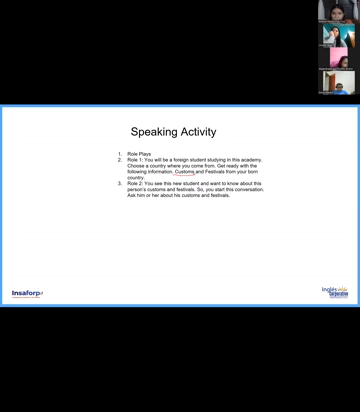 Speaking Activity
1. Role Plays
2. Role 1: You will be a foreign student studying in this academy.
Choose a country where you come from. Get ready with the
following information. Customs and Festivals from your born
country.
3. Role 2: You see this new student and want to know about this
person's customs and festivals. So, you start this conversation.
Ask him or her about his customs and festivals.
Insaforp
Inglés
Corporation